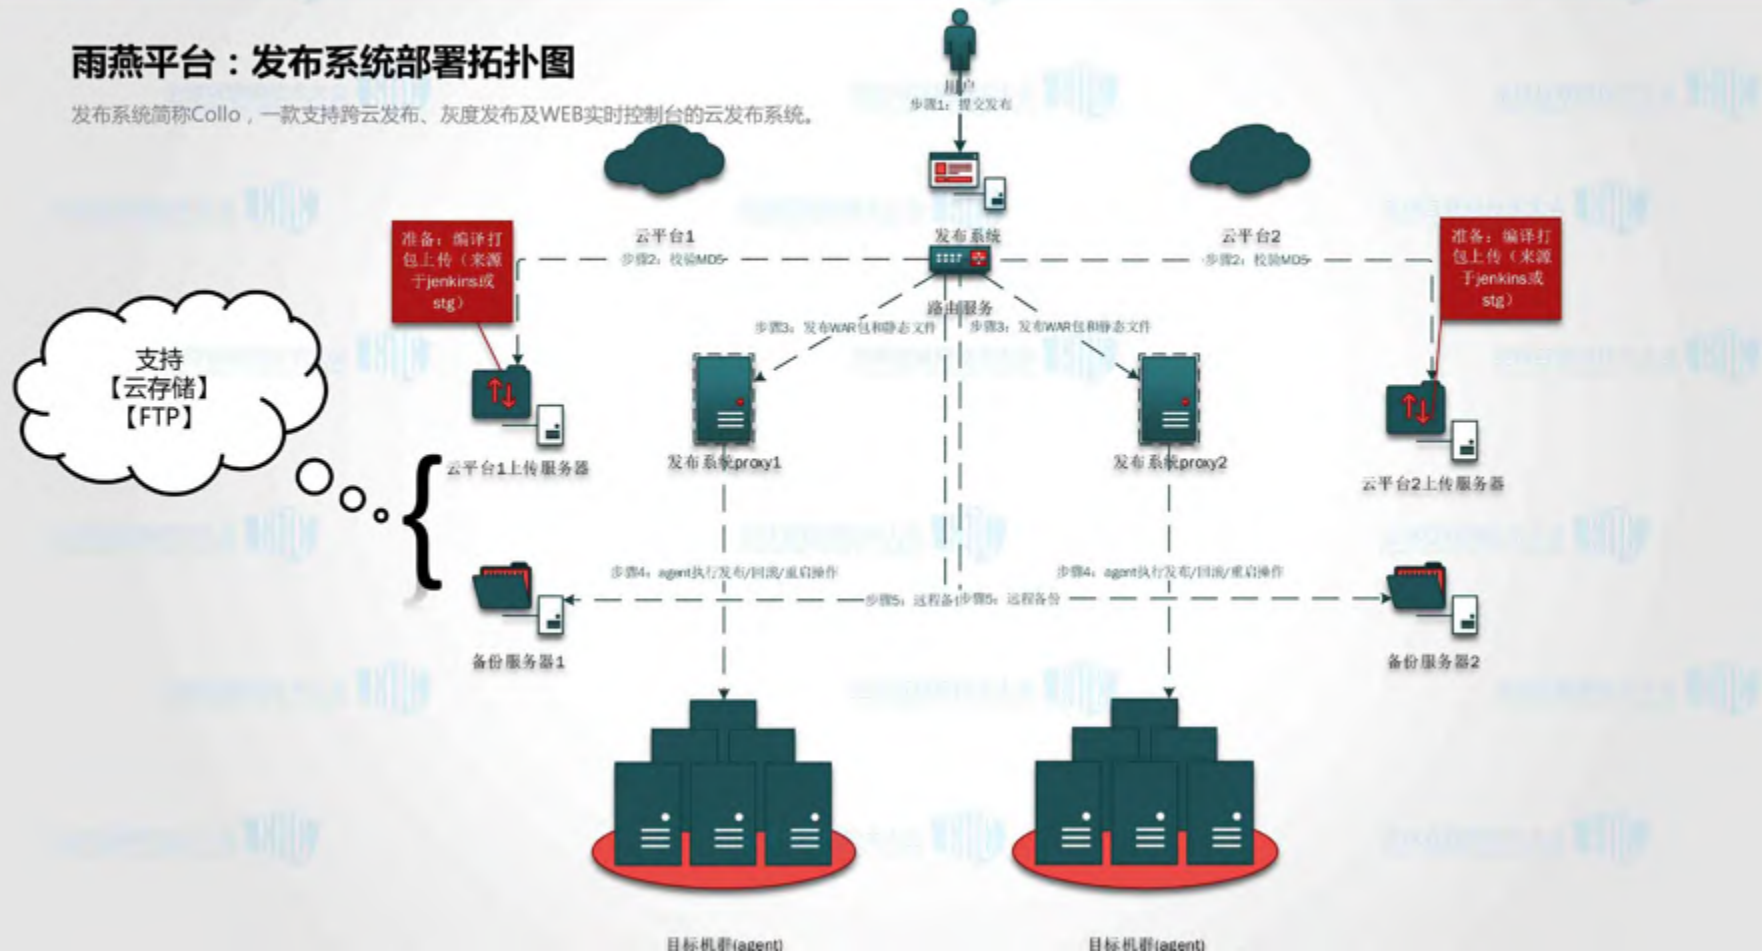 雨燕平台：发布系统部署拓扑图
发布系统简称Collo，一款支持跨云发布、灰度发布及WEB实时控制台的云发布系统。
用户
步骤1：提交发布
云平台1
发布系统
云平台2
准备：编译打
包上传（来源
于jenkins或
stg）
步骤2：校验MD5
步骤2：校验MD5
准备：编译打
包上传（来源
于jenkins或
stg）
路由服务
步骤3：发布WAR包和静态文件
步骤3：发布WAR包和静态文件
支持
【云存储】
【FTP】
云平台1上传服务器
发布系统proxy1
发布系统proxy2
云平台2上传服务器
步骤4：agent执行发布/回滚/重启操作
步骤4：agent执行发布/回滚/重启操作
步骤5：远程备
步骤5：远程备份
备份服务器1
备份服务器2
目标机群(agent)
目标机群(agent)